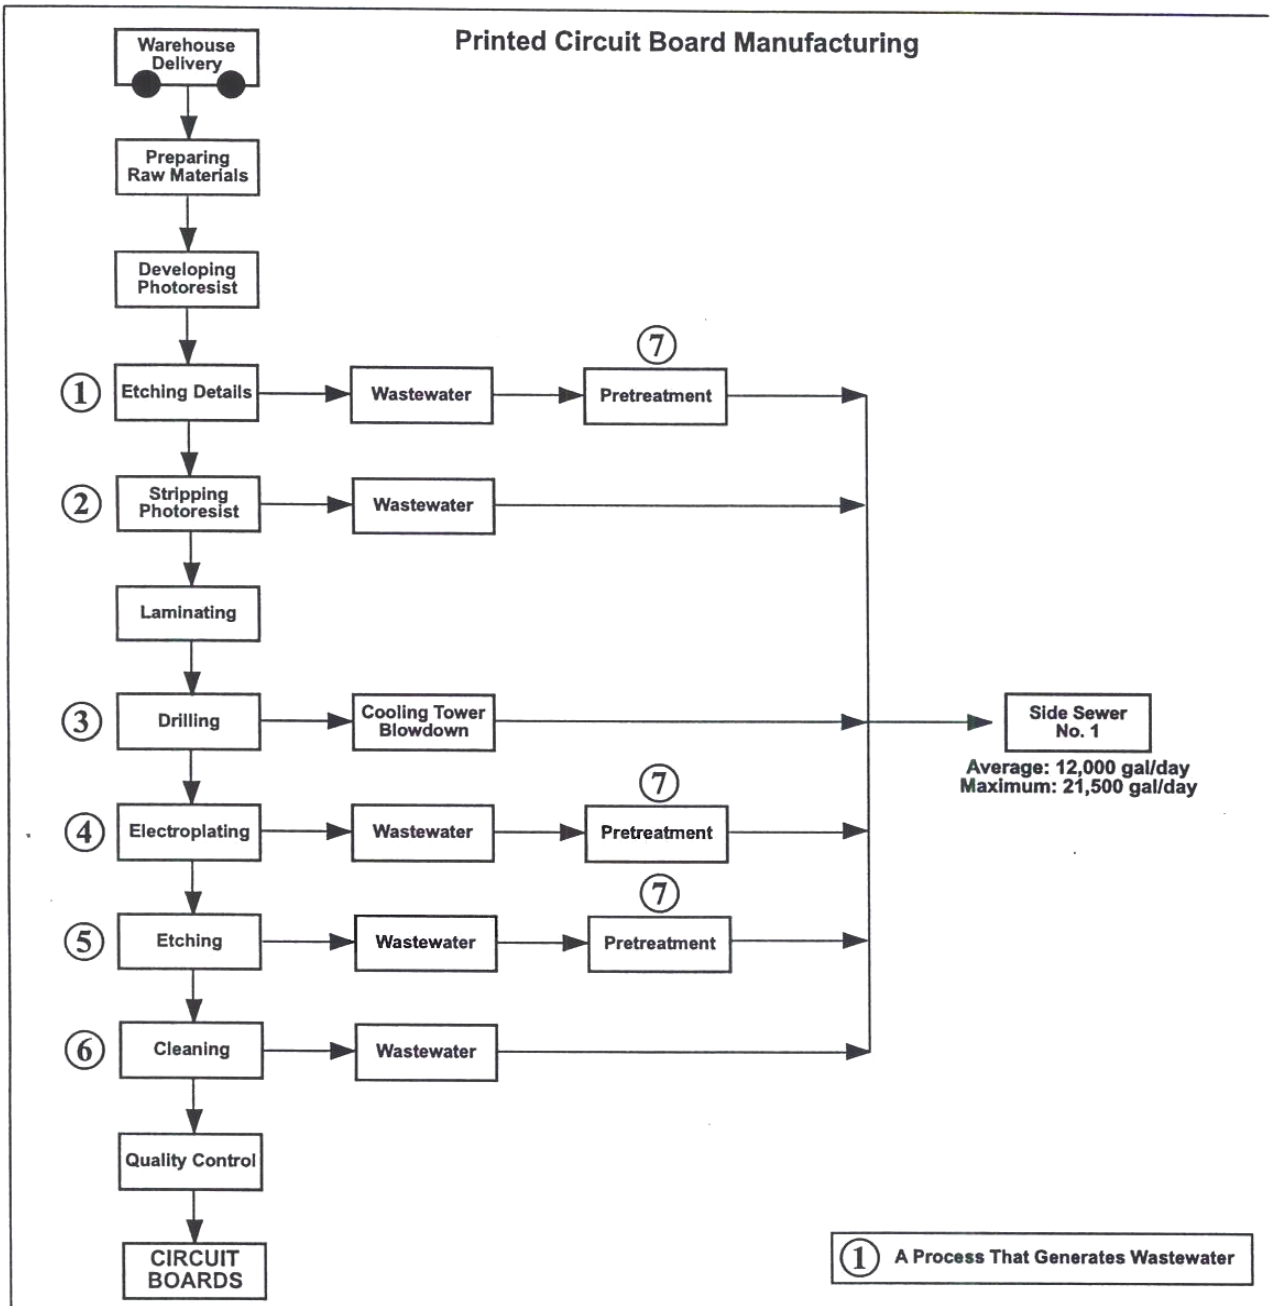 Printed Circuit Board Manufacturing
Warehouse
Delivery
Preparing
Raw Materials
Developing
Photoresist
7
1
Etching Details
Wastewater
Pretreatment
2
Stripping
Photoresist
Wastewater
Laminating
3
Drilling
Cooling Tower
Blowdown
Side Sewer
No. 1
Average: 12,000 gal/day
Maximum: 21,500 gal/day
7
4
Electroplating
Wastewater
Pretreatment
7
5
Etching
Wastewater
Pretreatment
6
Cleaning
Wastewater
Quality Control
CIRCUIT
BOARDS
1 A Process That Generates Wastewater